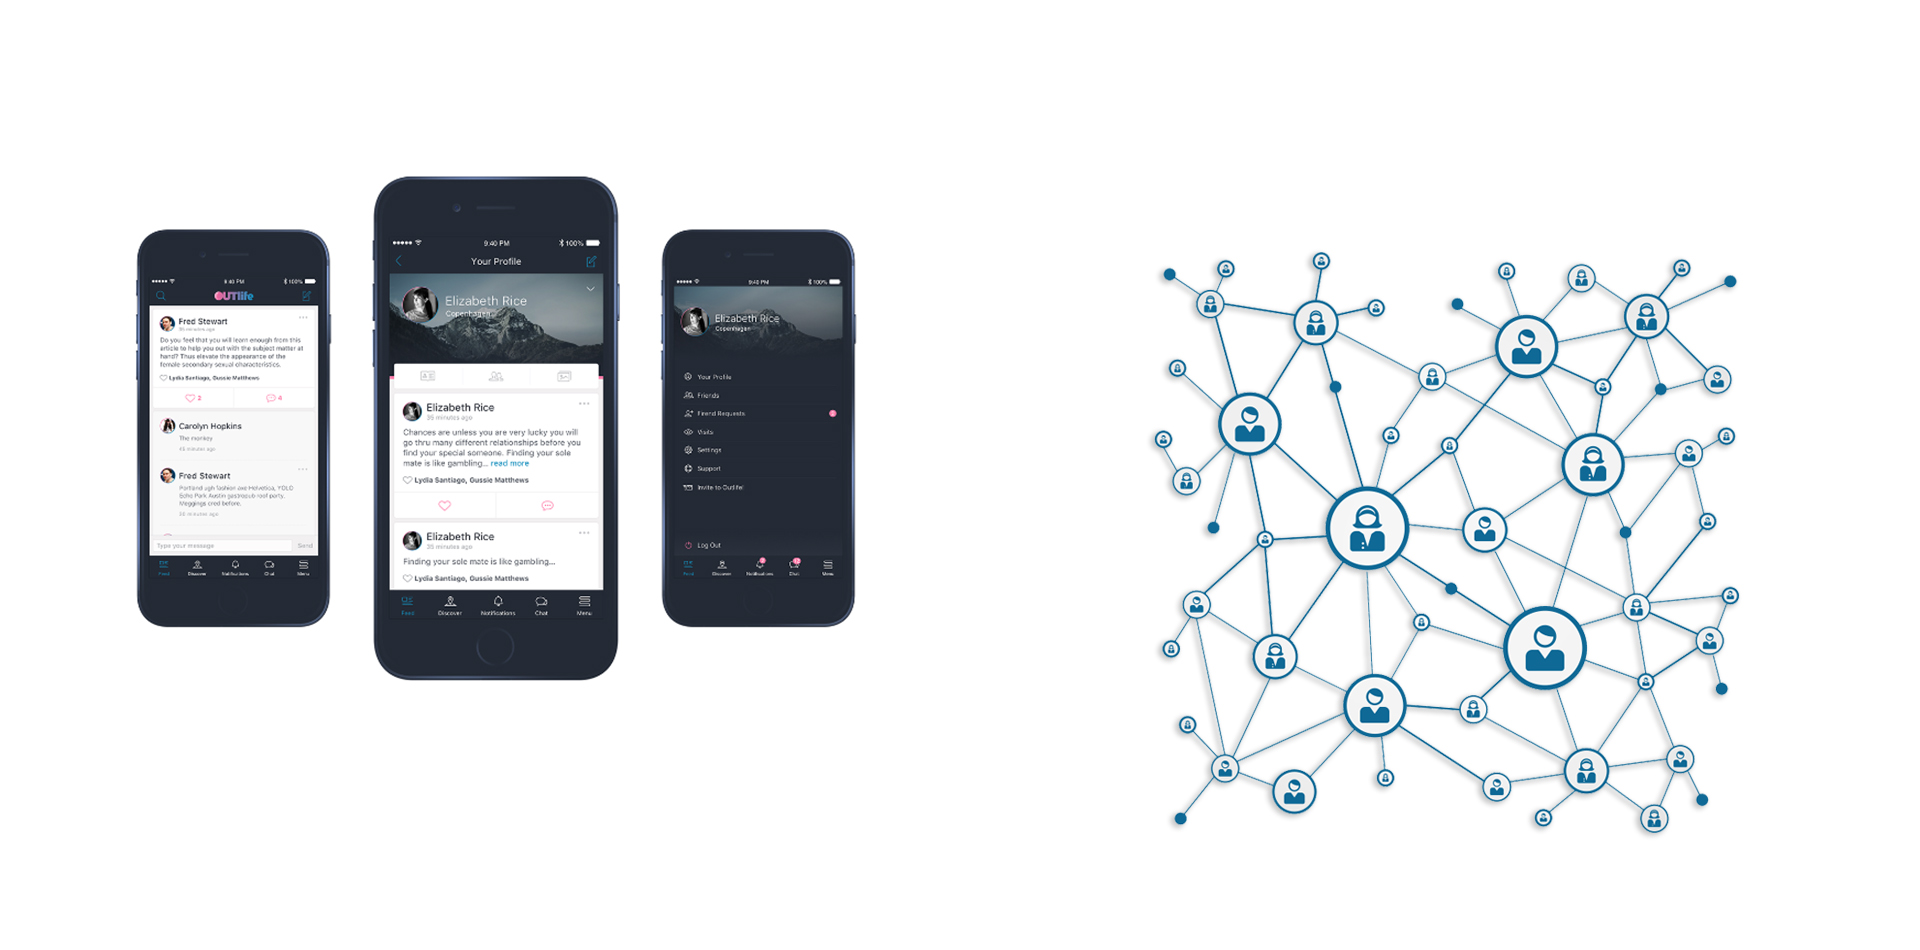 9:40 PM
100%
OUTlife
Fred Stewart
35 minutes ago
Do you feel that you will learn enough from this
article to help you out with the subject matter at
hand? Thus elevate the appearance of the
female secondary sexual characteristics.
Lydia Santiago, Gussie Matthews
2
4
Carolyn Hopkins
The monkey
45 minutes ago
Fred Stewart
Portland ugh fashion axe Helvetica, YOLO
Echo Park Austin gastropub roof party.
Meggings cred before.
Type your message
Send
Feed
Discover
Notifications
Chat
Menu
9:40 PM
100%
Your Profile
Elizabeth Rice
Copenhagen
Elizabeth Rice
35 minutes ago
Chances are unless you are very lucky you will
go thru many different relationships before you
find your special someone. Finding your sole
mate is like gambling... read more
Lydia Santiago, Gussie Matthews
Elizabeth Rice
35 minutes ago
Finding your sole mate is like gambling...
Lydia Santiago, Gussie Matthews
Feed
Discover
Notifications
Chat
Menu
9:40 PM
100%
Elizabeth Rice
Copenhagen
Your Profile
Friends
Firend Requests
Visits
Settings
Support
Invite to Outlife!
Log Out
Feed
Discover
Notifications
Chat
Menu